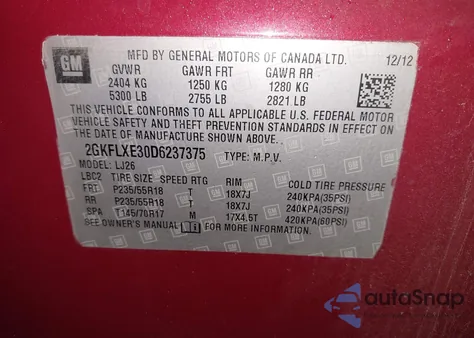 GM MFD BY GENERAL MOTORS OF CANADA LTD. 12/12
GVWR GAWR FRT GAWR RR
2404 KG 1250 KG 1280 KG
5300 LB 2755 LB 2821 LB
THIS VEHICLE CONFORMS TO ALL APPLICABLE U.S. FEDERAL MOTOR
VEHICLE SAFETY AND THEFT PREVENTION STANDARDS IN EFFECT ON
THE DATE OF MANUFACTURE SHOWN ABOVE.
2GKFLXE30D6237375 TYPE: M.P.V.
MODEL: LJ26
LBC2 TIRE SIZE SPEED RTG RIM COLD TIRE PRESSURE
FRT P235/55R18 T 18X7J 240KPA(35PSI)
RR P235/55R18 T 18X7J 240KPA(35PSI)
SPA T145/70R17 M 17X4.5T 420KPA(60PSI)
SEE OWNER'S MANUAL FOR MORE INFORMATION
autoSnap